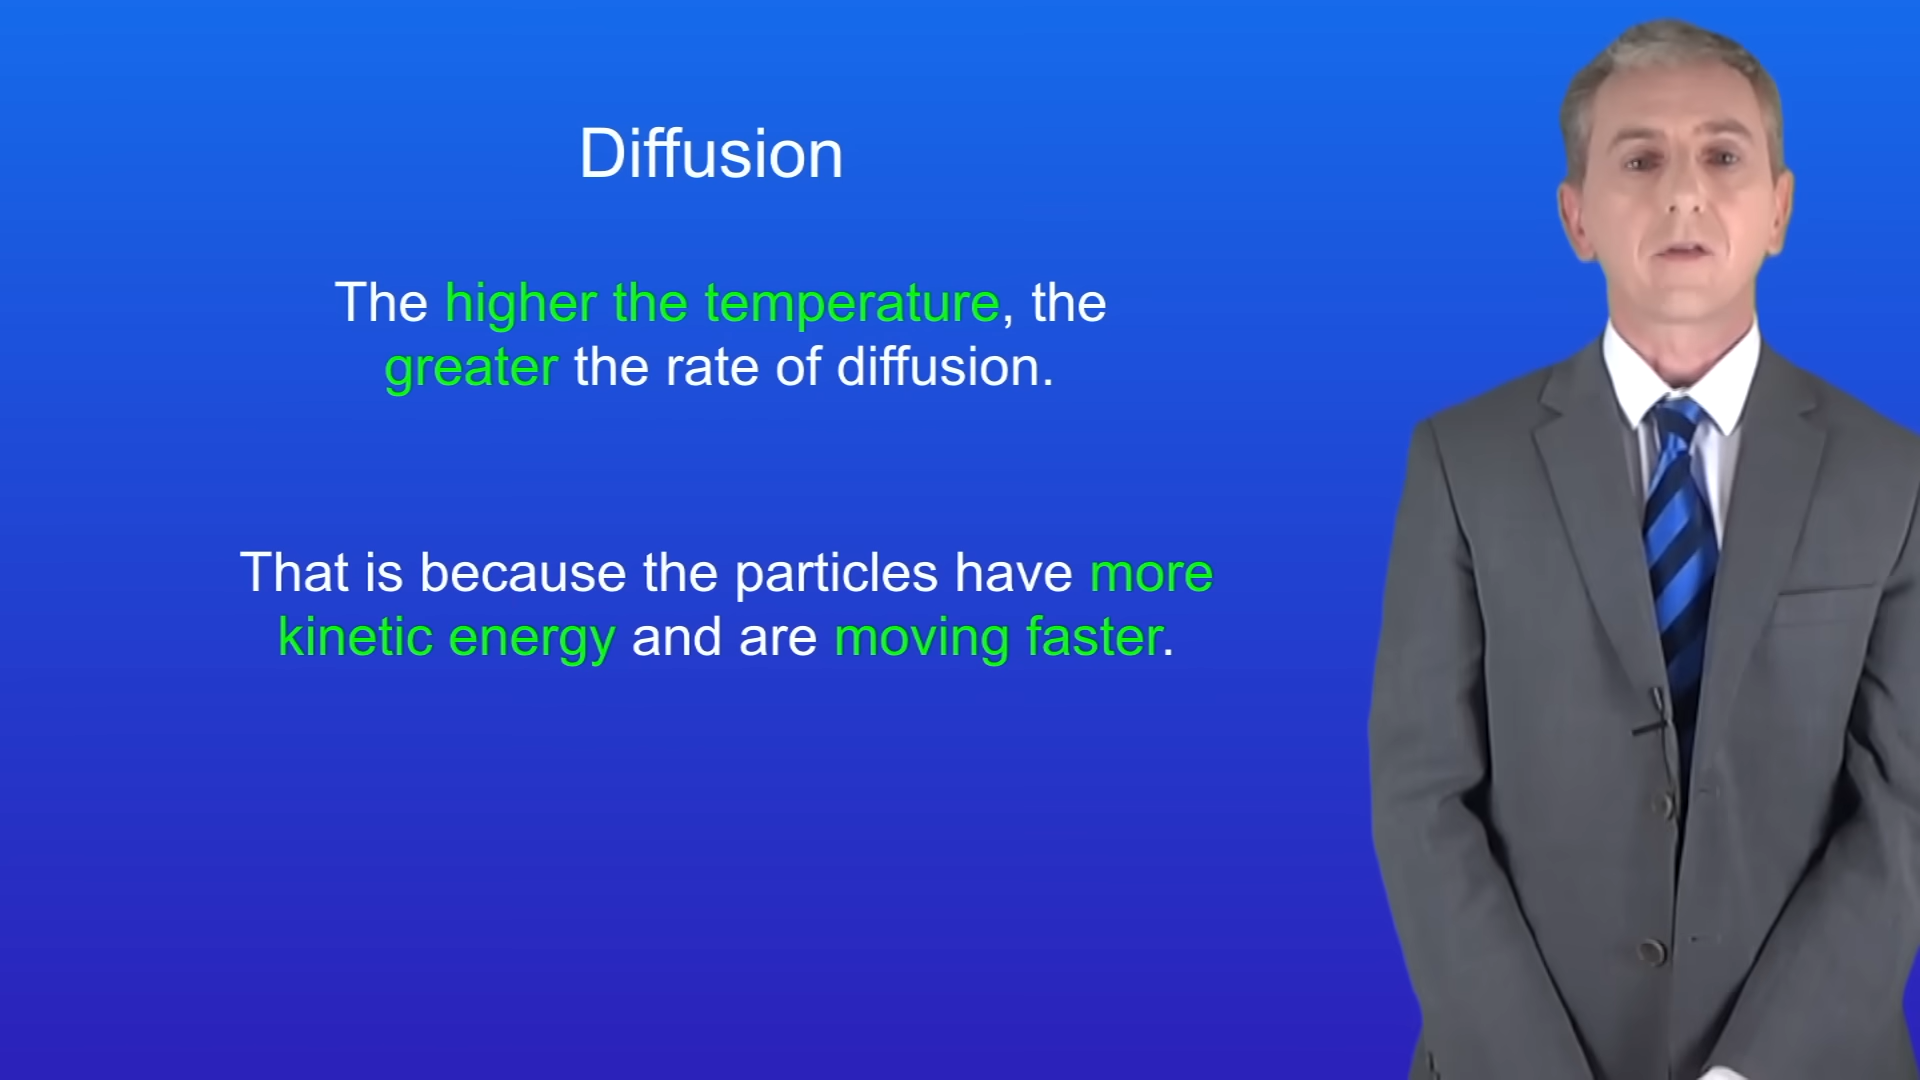 Diffusion
The higher the temperature, the
greater the rate of diffusion.
That is because the particles have more
kinetic energy and are moving faster.